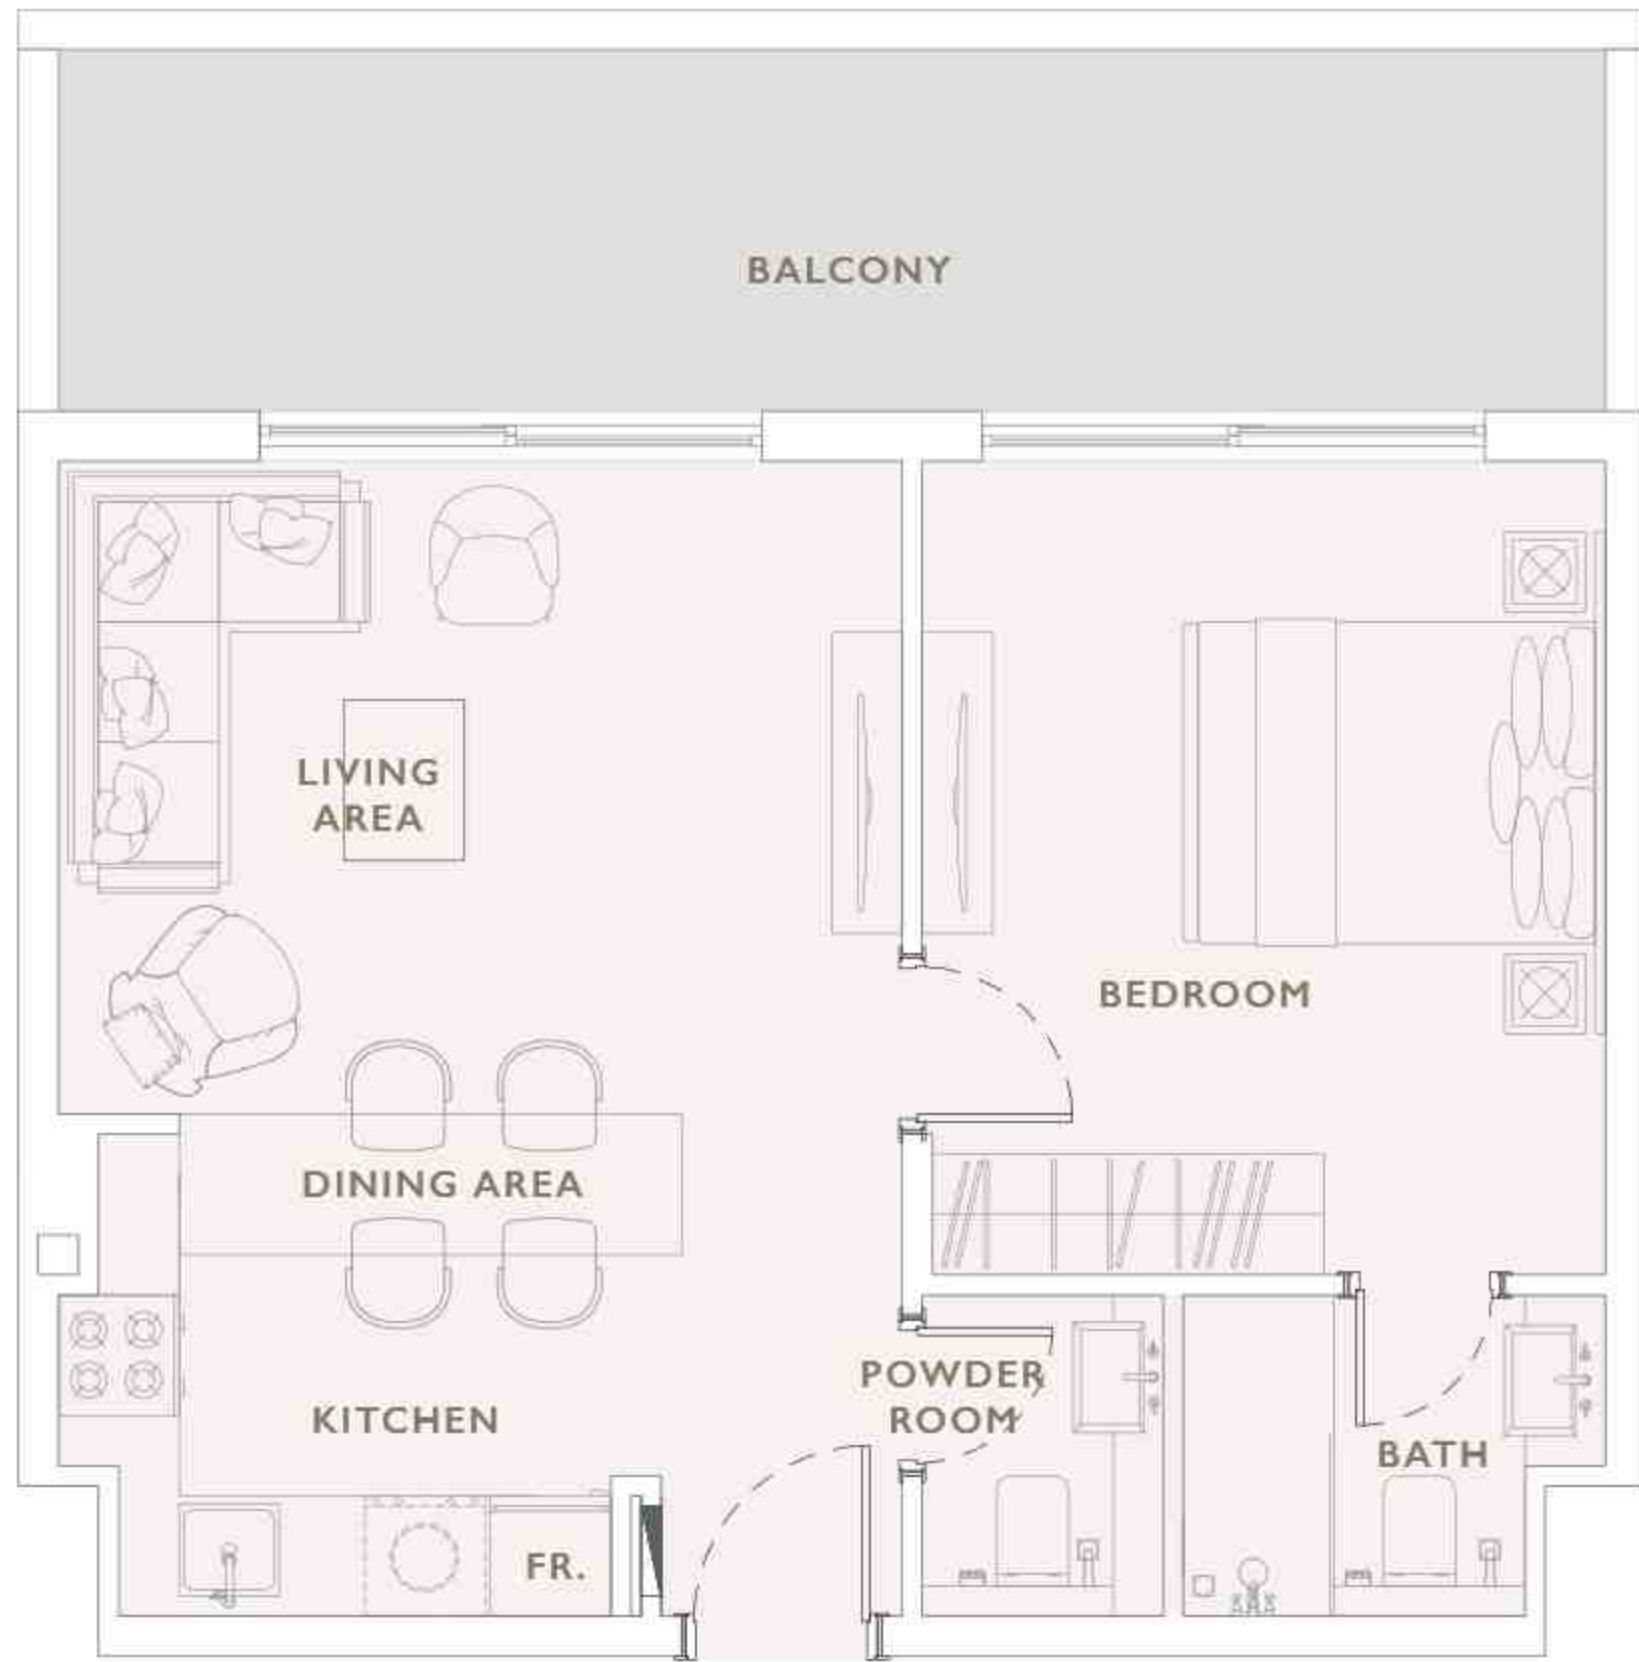 BALCONY
LIVING
AREA
BEDROOM
DINING AREA
POWDER
ROOM
KITCHEN
BATH
FR.